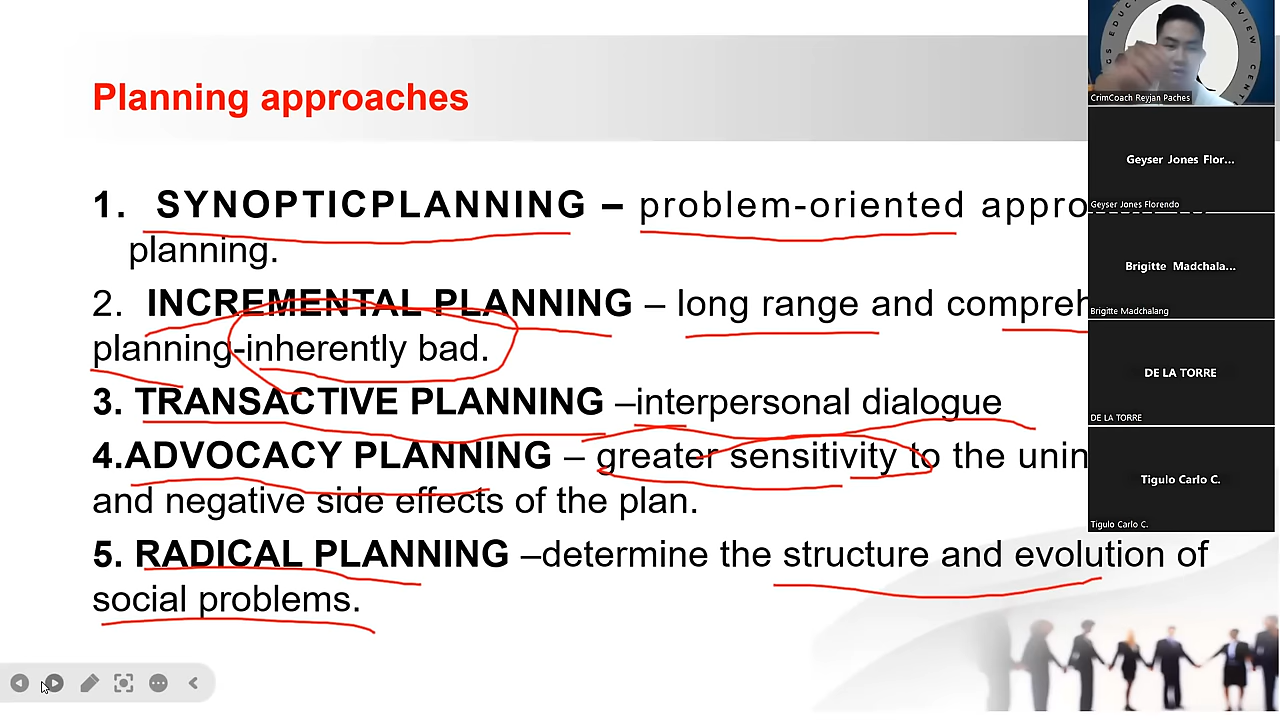 Planning approaches
1. SYNOPTICPLANNING – problem-oriented
planning.
2. INCREMENTAL PLANNING – long range and
planning-inherently bad.
3. TRANSACTIVE PLANNING –interpersonal dialogue
4.ADVOCACY PLANNING – greater sensitivity to the
and negative side effects of the plan.
5. RADICAL PLANNING –determine the structure and evolution of
social problems.
CrimCoach Reyjan Paches
Geyser Jones Flor...
Geyser Jones Florendo
Brigitte Madchala...
Brigitte Madchalang
DE LA TORRE
DE LA TORRE
Tigulo Carlo C.
Tigulo Carlo C.